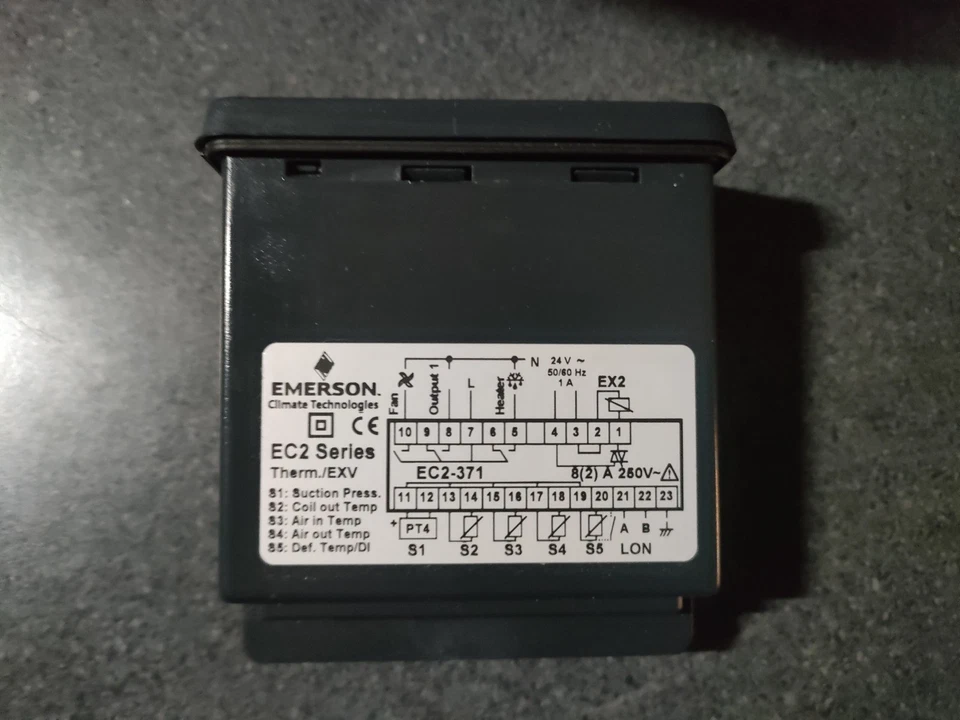 EMERSON.
Climate Technologies
CE
EC2 Series
Therm./EXV
S1: Suction Press.
S2: Coil out Temp
S3: Air in Temp
S4: Air out Temp
S5: Def. Temp/DI
Fan
Output 1
L
Heater
N
24 V ~
50/60 Hz
1 A
EX2
10 9 8 7 6 5 4 3 2 1
EC2-371 8(2) A 250V~
11 12 13 14 15 16 17 18 19 20 21 22 23
+ PT4 A B
S1 S2 S3 S4 S5 LON